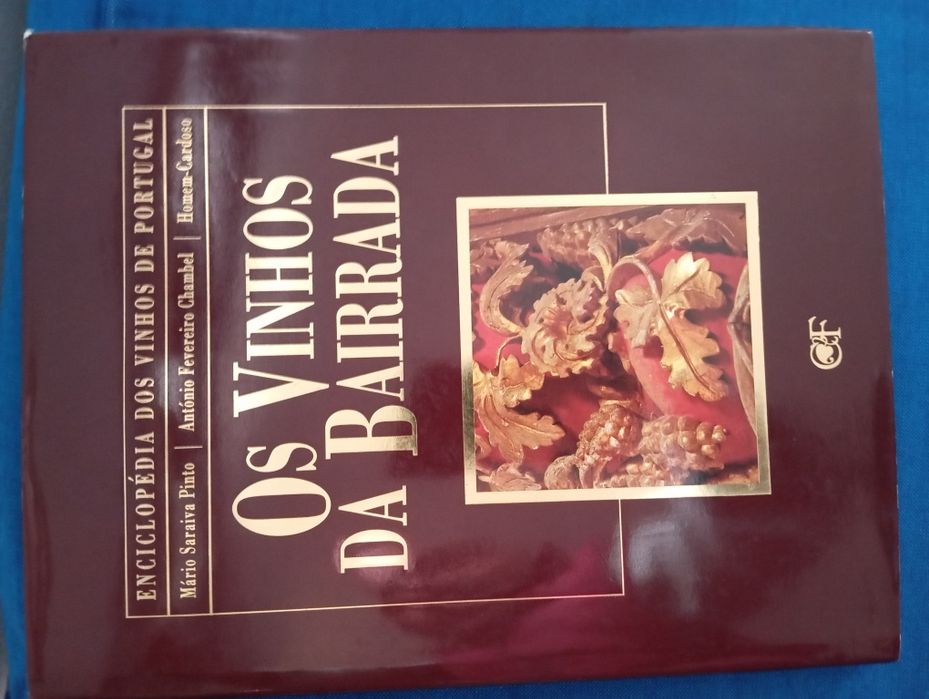 ENCICLOPÉDIA DOS VINHOS DE PORTUGAL
Mário Saraiva Pinto | António Fevereiro Chambel | Homem-Cardoso
OS VINHOS
DA BAIRRADA
C&F